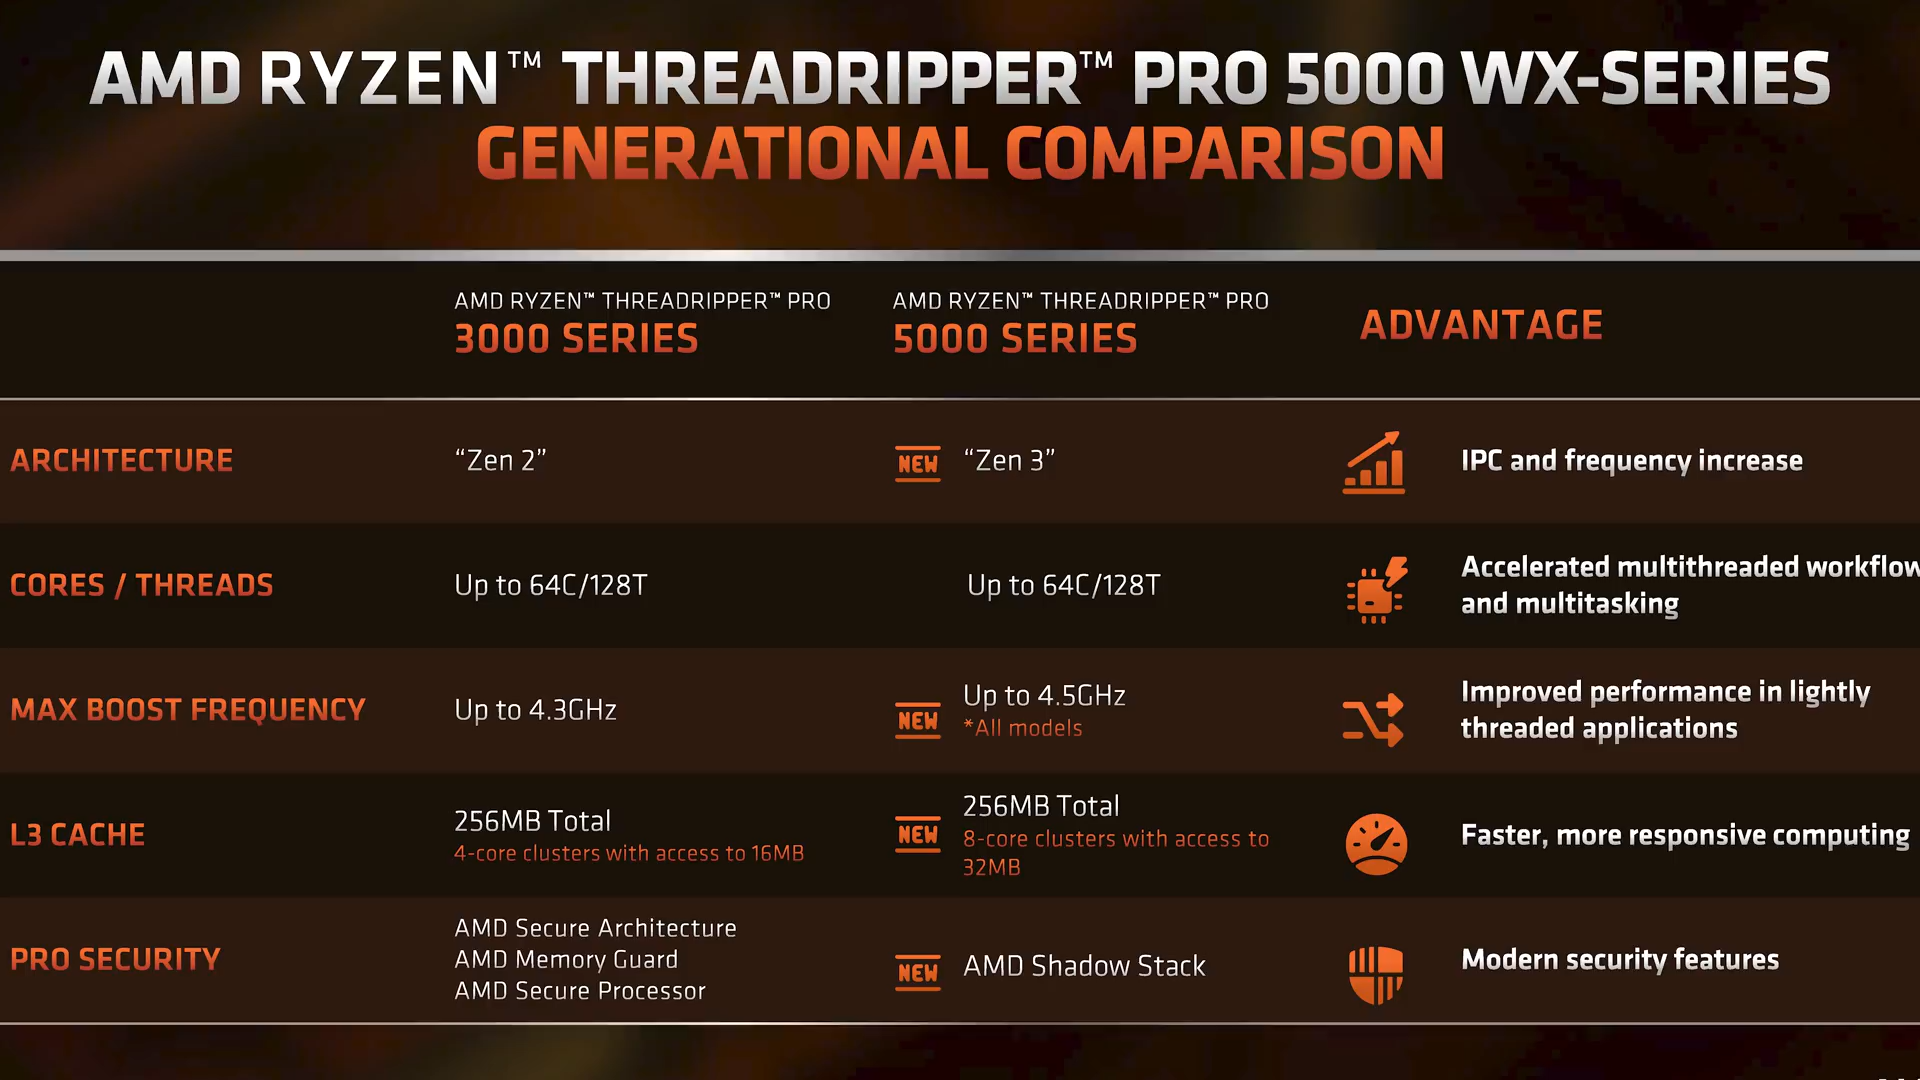 AMD RYZEN™ THREADRIPPER™ PRO 5000 WX-SERIES
GENERATIONAL COMPARISON
AMD RYZEN™ THREADRIPPER™ PRO
3000 SERIES
AMD RYZEN™ THREADRIPPER™ PRO
5000 SERIES
ADVANTAGE
ARCHITECTURE
“Zen 2”
NEW
“Zen 3”
IPC and frequency increase
CORES / THREADS
Up to 64C/128T
Up to 64C/128T
Accelerated multithreaded workflow
and multitasking
MAX BOOST FREQUENCY
Up to 4.3GHz
NEW
Up to 4.5GHz
*All models
Improved performance in lightly
threaded applications
L3 CACHE
256MB Total
4-core clusters with access to 16MB
NEW
256MB Total
8-core clusters with access to
32MB
Faster, more responsive computing
PRO SECURITY
AMD Secure Architecture
AMD Memory Guard
AMD Secure Processor
NEW
AMD Shadow Stack
Modern security features